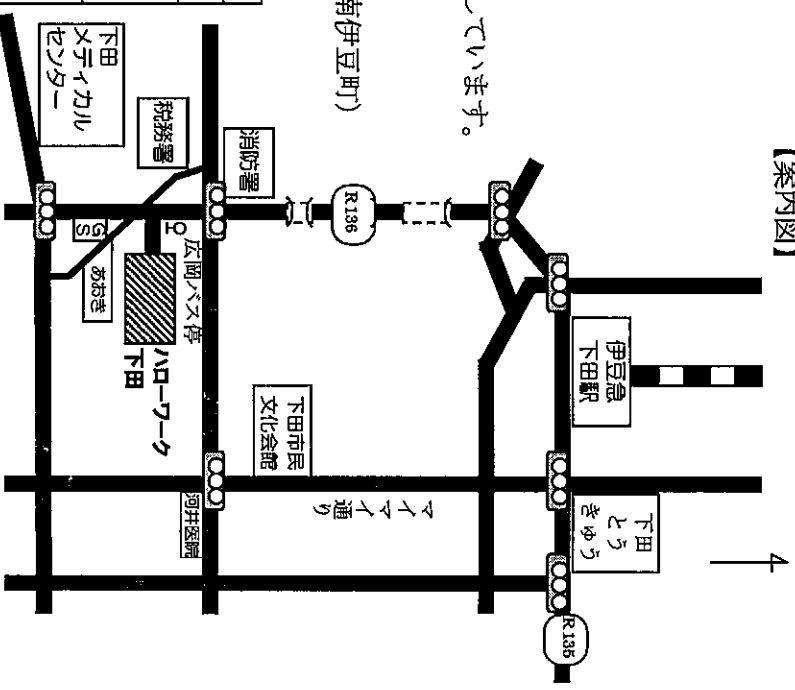 【案内図】
しています。
南伊豆町）
4
下田
メディカル
センター
税務署
消防署
R136
伊豆急
下田駅
下田
とう
きゅう
R135
GS
あおき
広岡バス停
ハローワーク
下田
下田市民
文化会館
マイマイ
通り
河井医院